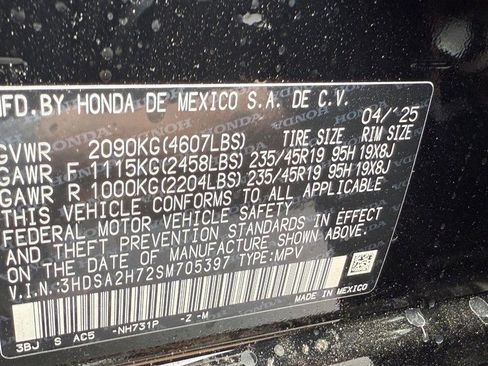 MFD. BY HONDA DE MEXICO S.A. DE C.V.
04/'25
GVWR 2090KG(4607LBS) TIRE SIZE RIM SIZE
GAWR F 1115KG(2458LBS) 235/45R19 95H 19X8J
GAWR R 1000KG(2204LBS) 235/45R19 95H 19X8J
THIS VEHICLE CONFORMS TO ALL APPLICABLE
FEDERAL MOTOR VEHICLE SAFETY
AND THEFT PREVENTION STANDARDS IN EFFECT
ON THE DATE OF MANUFACTURE SHOWN ABOVE.
V.I.N.:3HDSA2H72SM705397 TYPE:MPV
3BJ S AC5 -NH731P -Z -M
MADE IN MEXICO